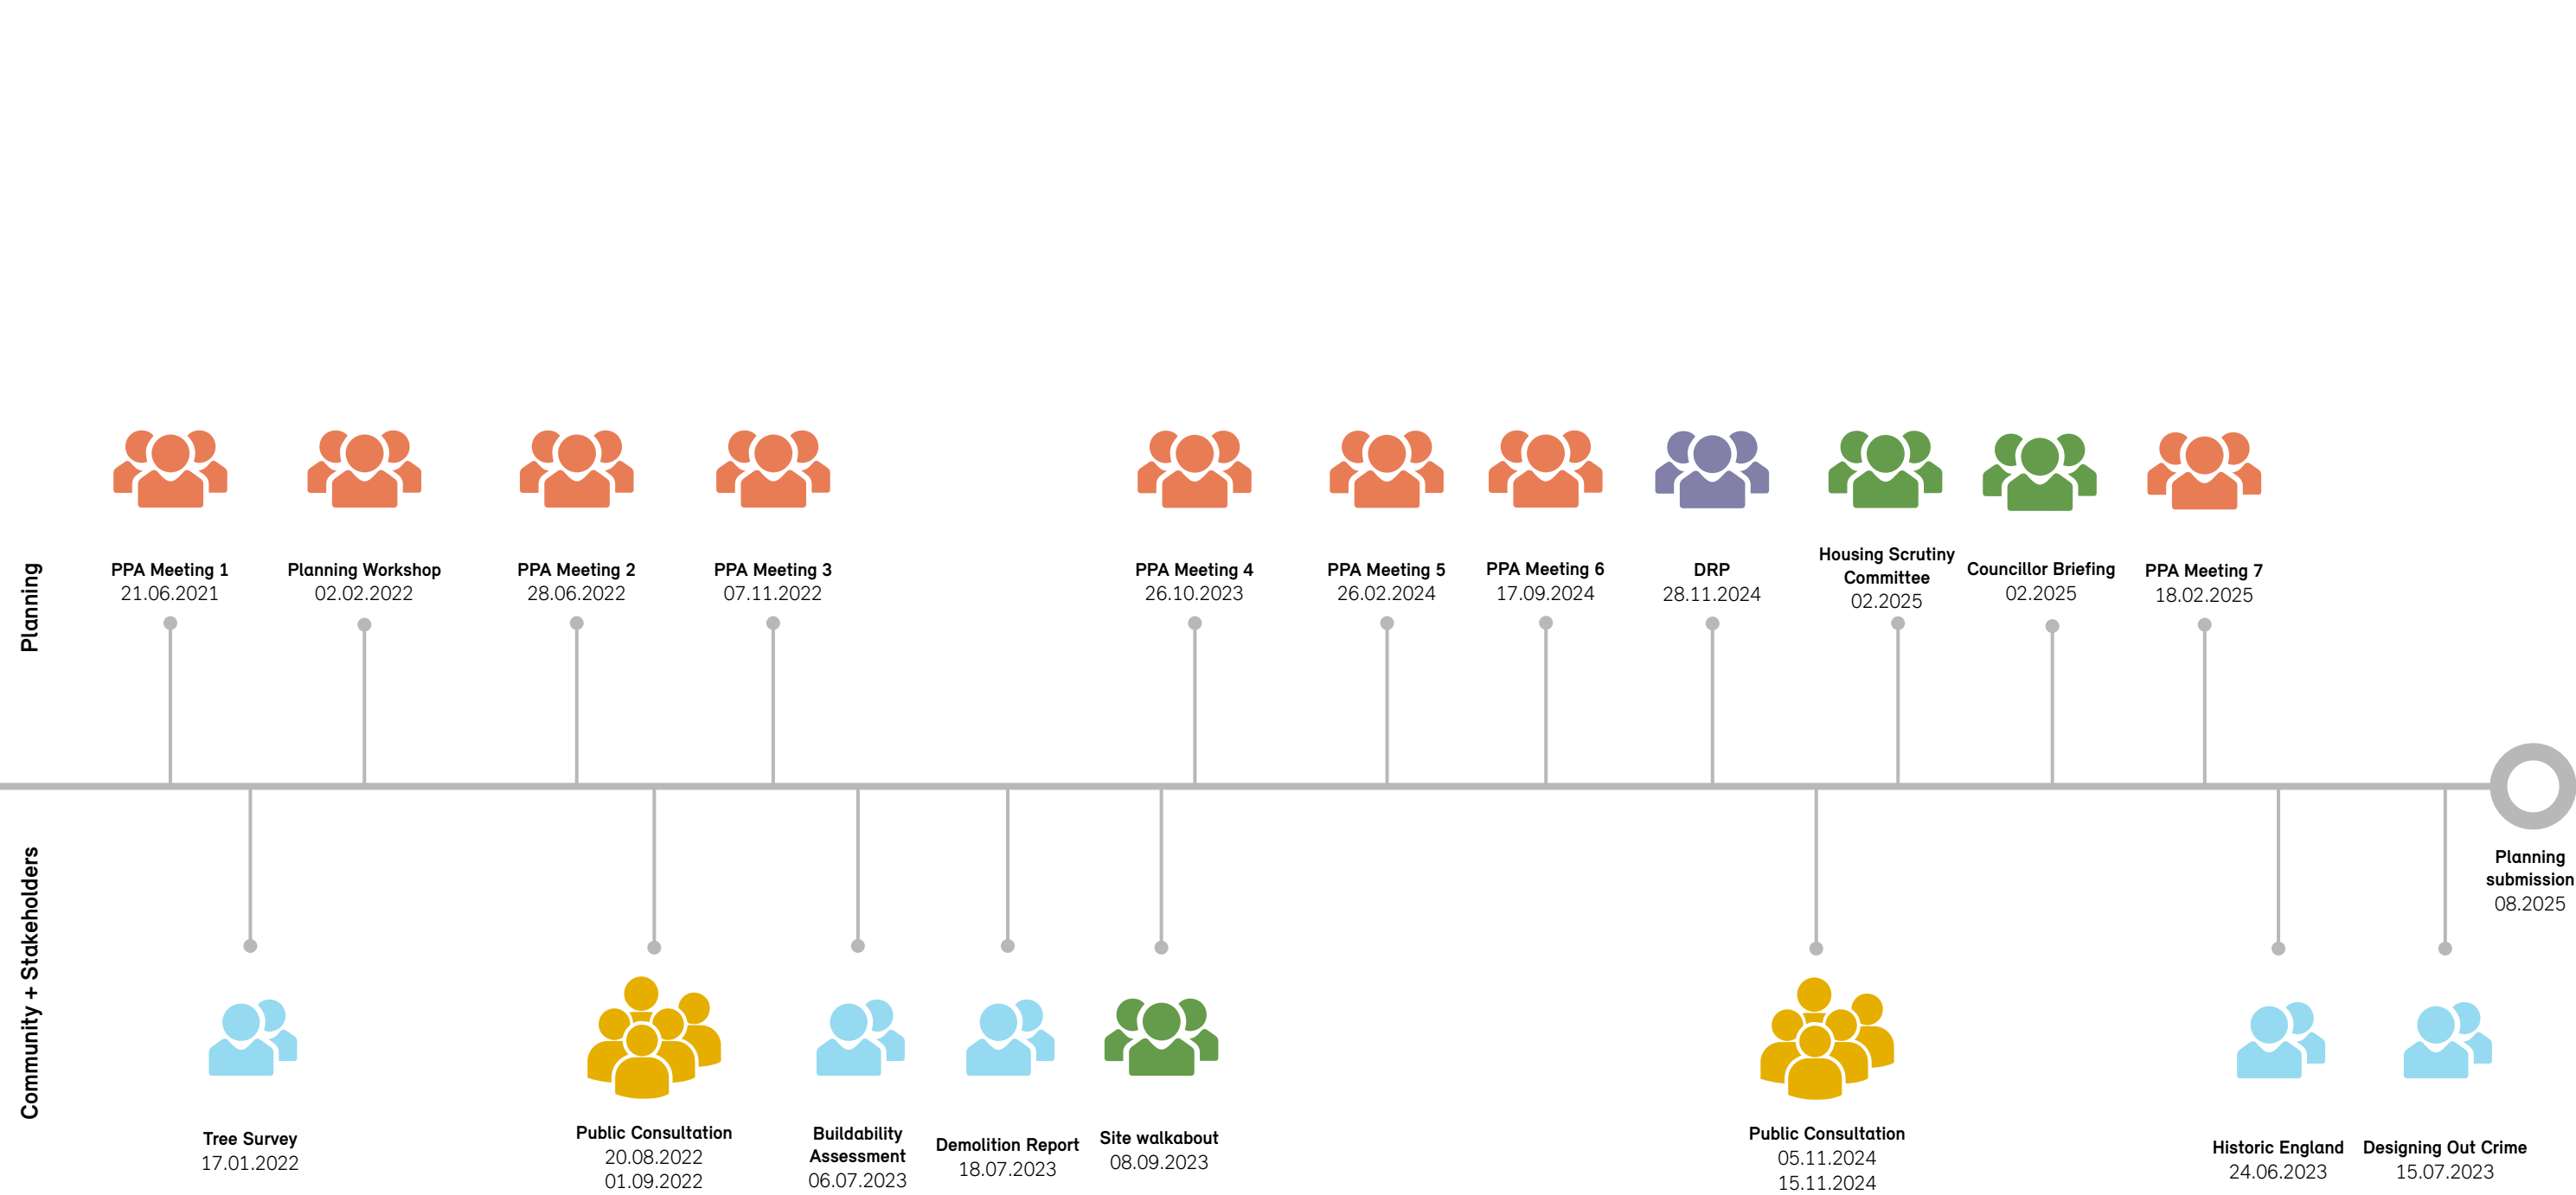 Planning
PPA Meeting 1
21.06.2021
Planning Workshop
02.02.2022
PPA Meeting 2
28.06.2022
PPA Meeting 3
07.11.2022
PPA Meeting 4
26.10.2023
PPA Meeting 5
26.02.2024
PPA Meeting 6
17.09.2024
DRP
28.11.2024
Housing Scrutiny
Committee
02.2025
Councillor Briefing
02.2025
PPA Meeting 7
18.02.2025
Planning
submission
08.2025
Community + Stakeholders
Tree Survey
17.01.2022
Public Consultation
20.08.2022
01.09.2022
Buildability
Assessment
06.07.2023
Demolition Report
18.07.2023
Site walkabout
08.09.2023
Public Consultation
05.11.2024
15.11.2024
Historic England
24.06.2023
Designing Out Crime
15.07.2023